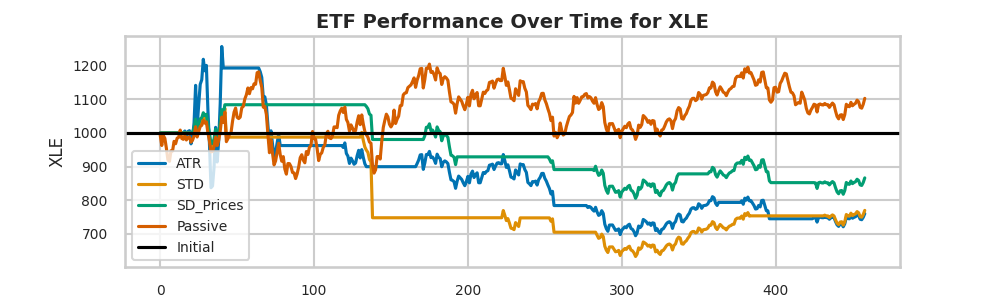 ETF Performance Over Time for XLE
XLE
1200
1100
1000
900
800
700
ATR
STD
SD_Prices
Passive
Initial
0
100
200
300
400